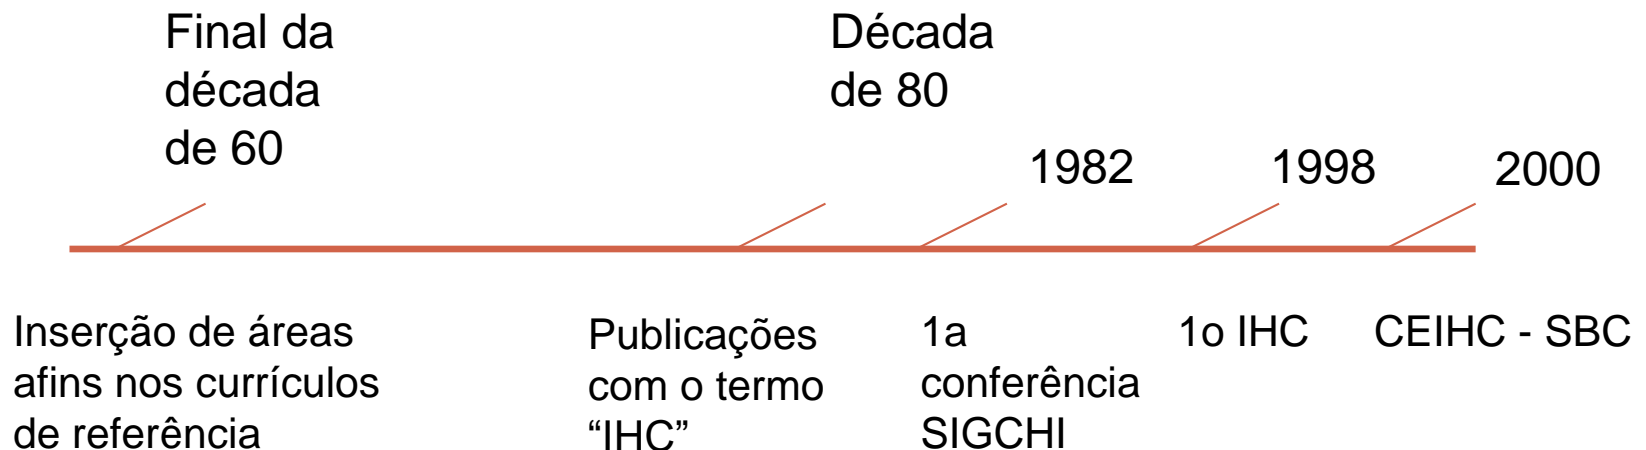 Final da
década
de 60
Década
de 80
1982
1998
2000
Inserção de áreas
afins nos currículos
de referência
Publicações
com o termo
“IHC”
1a
conferência
SIGCHI
1o IHC
CEIHC - SBC